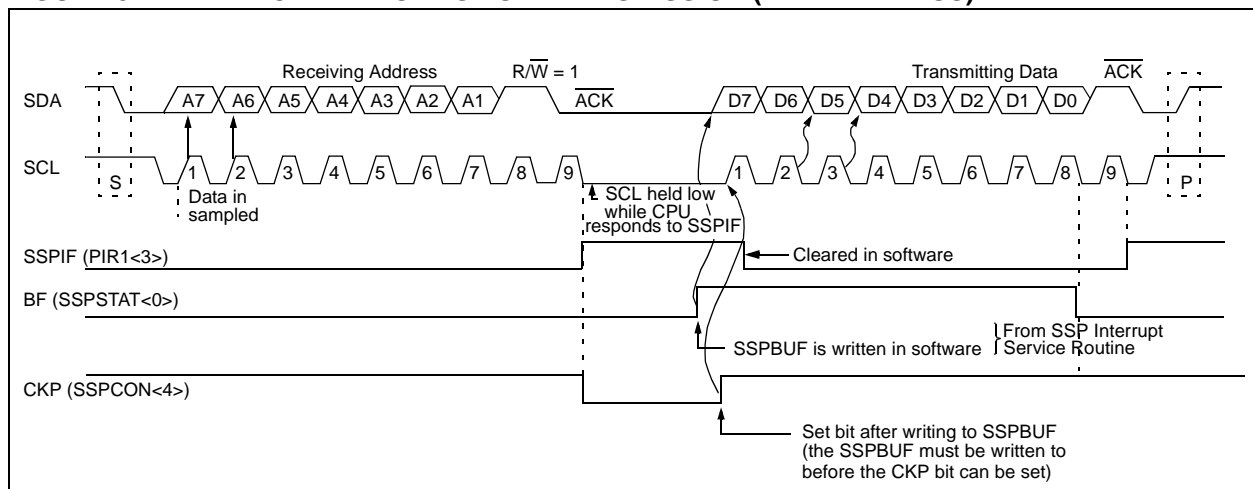 Receiving Address
R/W = 1
Transmitting Data
ACK
SDA
A7 A6 A5 A4 A3 A2 A1
ACK
D7 D6 D5 D4 D3 D2 D1 D0
SCL
S
1 2 3 4 5 6 7 8 9
1 2 3 4 5 6 7 8 9
P
Data in
sampled
SCL held low
while CPU
responds to SSPIF
SSPIF (PIR1<3>)
Cleared in software
BF (SSPSTAT<0>)
SSPBUF is written in software
From SSP Interrupt
Service Routine
CKP (SSPCON<4>)
Set bit after writing to SSPBUF
(the SSPBUF must be written to
before the CKP bit can be set)